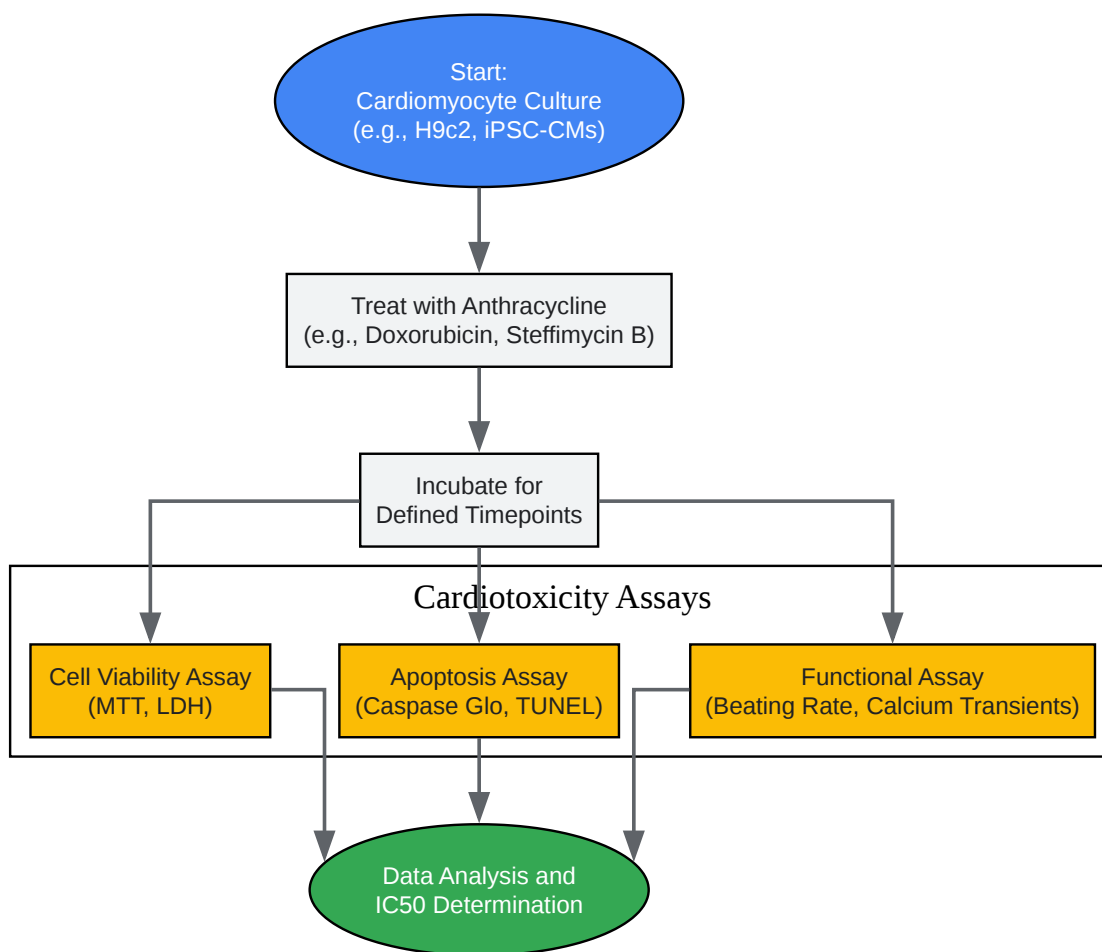 Start:
Cardiomyocyte Culture
(e.g., H9c2, iPSC-CMs)
Treat with Anthracycline
(e.g., Doxorubicin, Steffimycin B)
Incubate for
Defined Timepoints
Cardiotoxicity Assays
Cell Viability Assay
(MTT, LDH)
Apoptosis Assay
(Caspase Glo, TUNEL)
Functional Assay
(Beating Rate, Calcium Transients)
Data Analysis and
IC50 Determination